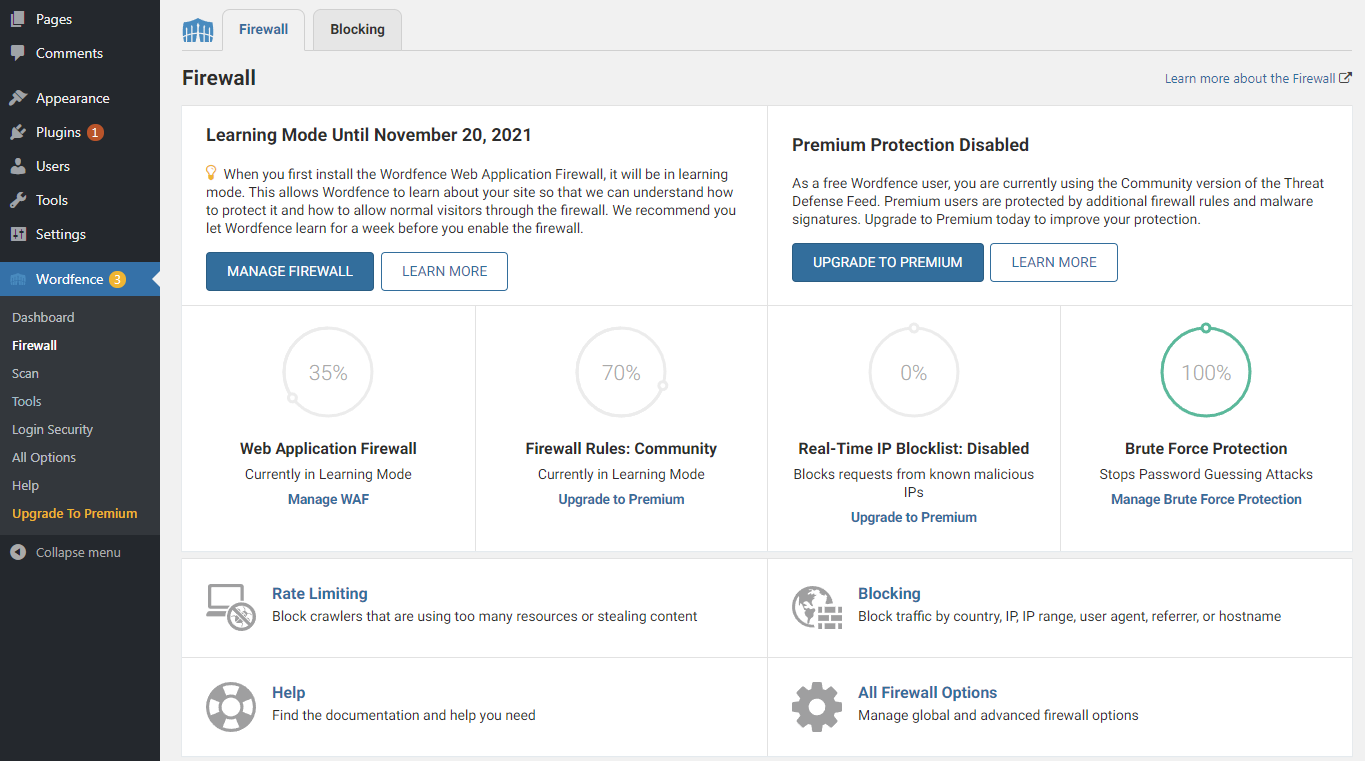 Pages
Comments
Appearance
Plugins 1
Users
Tools
Settings
Wordfence 3
Dashboard
Firewall
Scan
Tools
Login Security
All Options
Help
Upgrade To Premium
Collapse menu
Firewall
Blocking
Firewall
Learn more about the Firewall
Learning Mode Until November 20, 2021
When you first install the Wordfence Web Application Firewall, it will be in learning
mode. This allows Wordfence to learn about your site so that we can understand how
to protect it and how to allow normal visitors through the firewall. We recommend you
let Wordfence learn for a week before you enable the firewall.
MANAGE FIREWALL
LEARN MORE
Premium Protection Disabled
As a free Wordfence user, you are currently using the Community version of the Threat
Defense Feed. Premium users are protected by additional firewall rules and malware
signatures. Upgrade to Premium today to improve your protection.
UPGRADE TO PREMIUM
LEARN MORE
35%
Web Application Firewall
Currently in Learning Mode
Manage WAF
70%
Firewall Rules: Community
Currently in Learning Mode
Upgrade to Premium
0%
Real-Time IP Blocklist: Disabled
Blocks requests from known malicious
IPs
Upgrade to Premium
100%
Brute Force Protection
Stops Password Guessing Attacks
Manage Brute Force Protection
Rate Limiting
Block crawlers that are using too many resources or stealing content
Blocking
Block traffic by country, IP, IP range, user agent, referrer, or hostname
Help
Find the documentation and help you need
All Firewall Options
Manage global and advanced firewall options